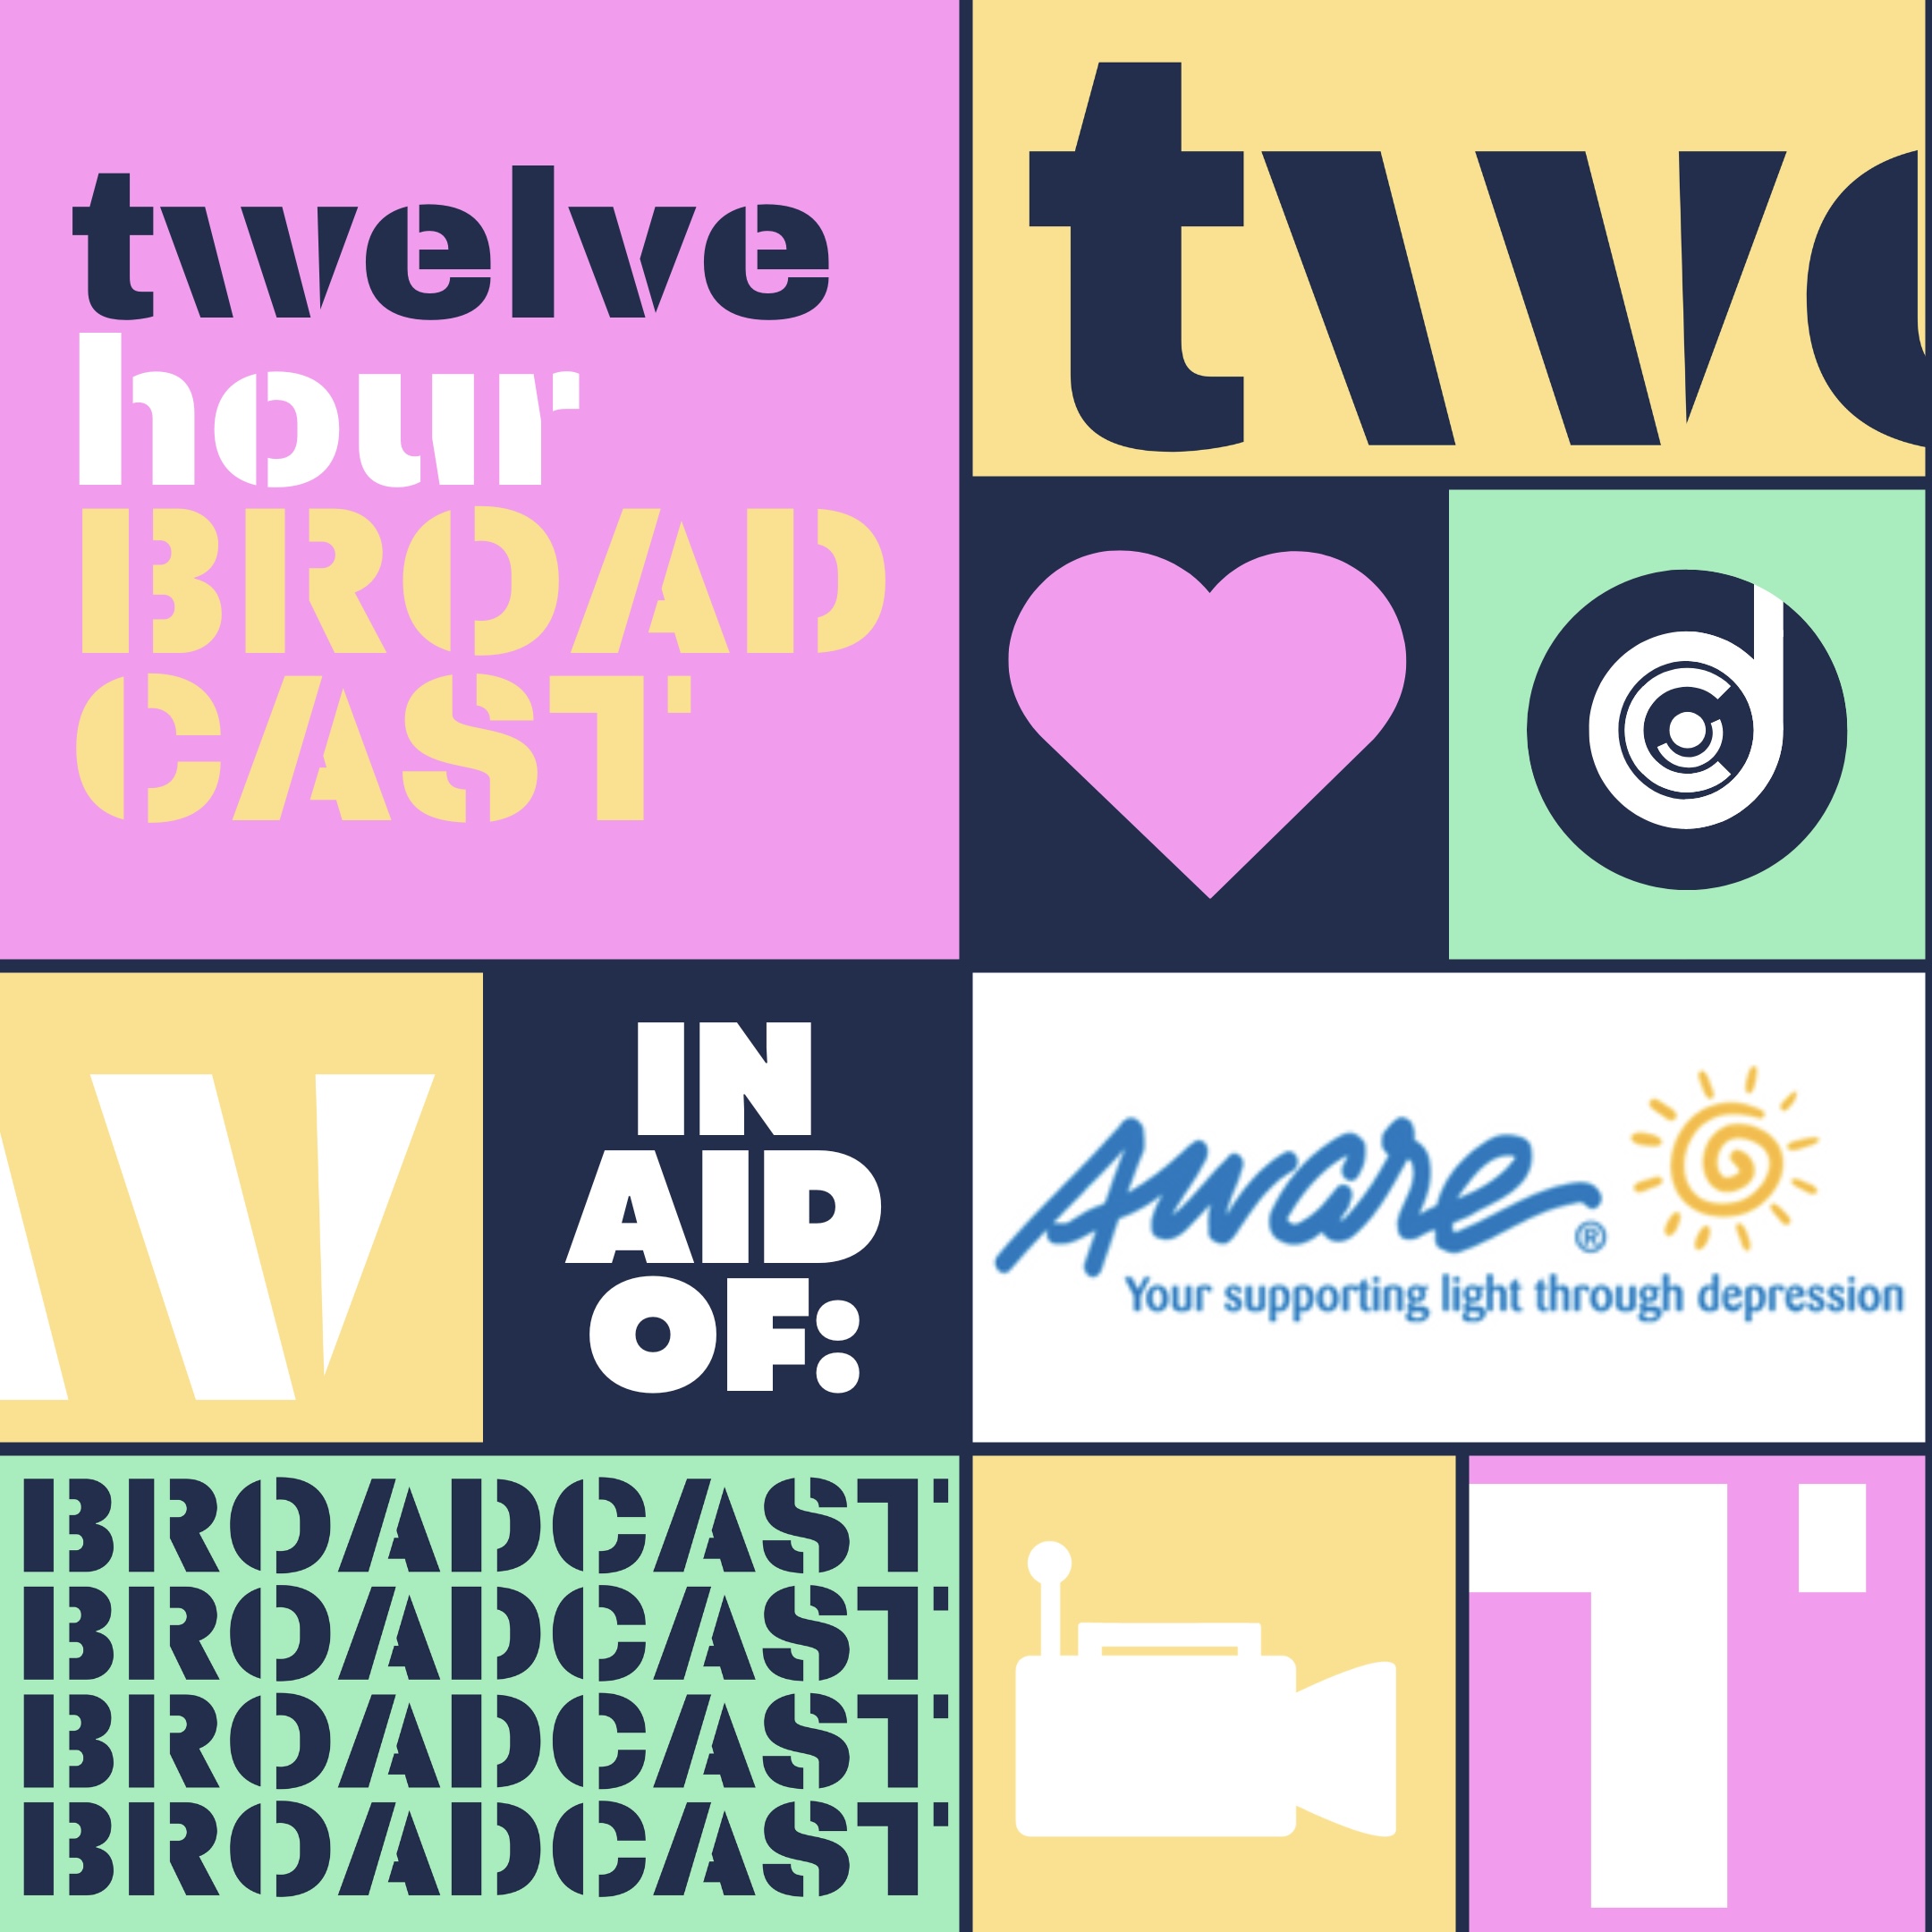 twelve
hour
BROAD
CAST
twe
d
W
IN
AID
OF:
Aware®
Your supporting light through depression
BROADCAST
BROADCAST
BROADCAST
BROADCAST
T